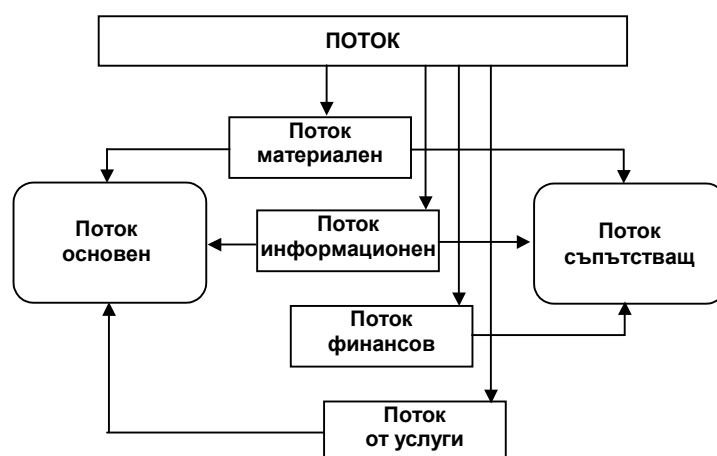 ПОТОК
Поток
материален
Поток
основен
Поток
информационен
Поток
съпътстващ
Поток
финансов
Поток
от услуги